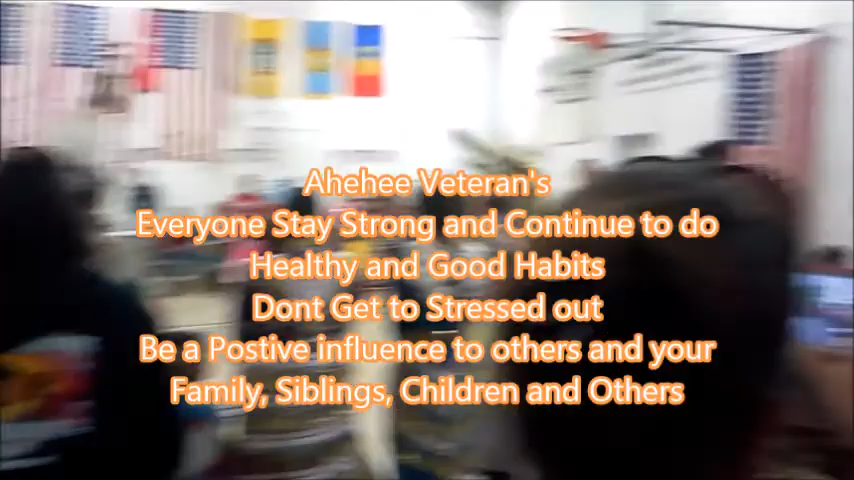 Ahehee Veteran's
Everyone Stay Strong and Continue to do
Healthy and Good Habits
Dont Get to Stressed out
Be a Postive influence to others and your
Family, Siblings, Children and Others